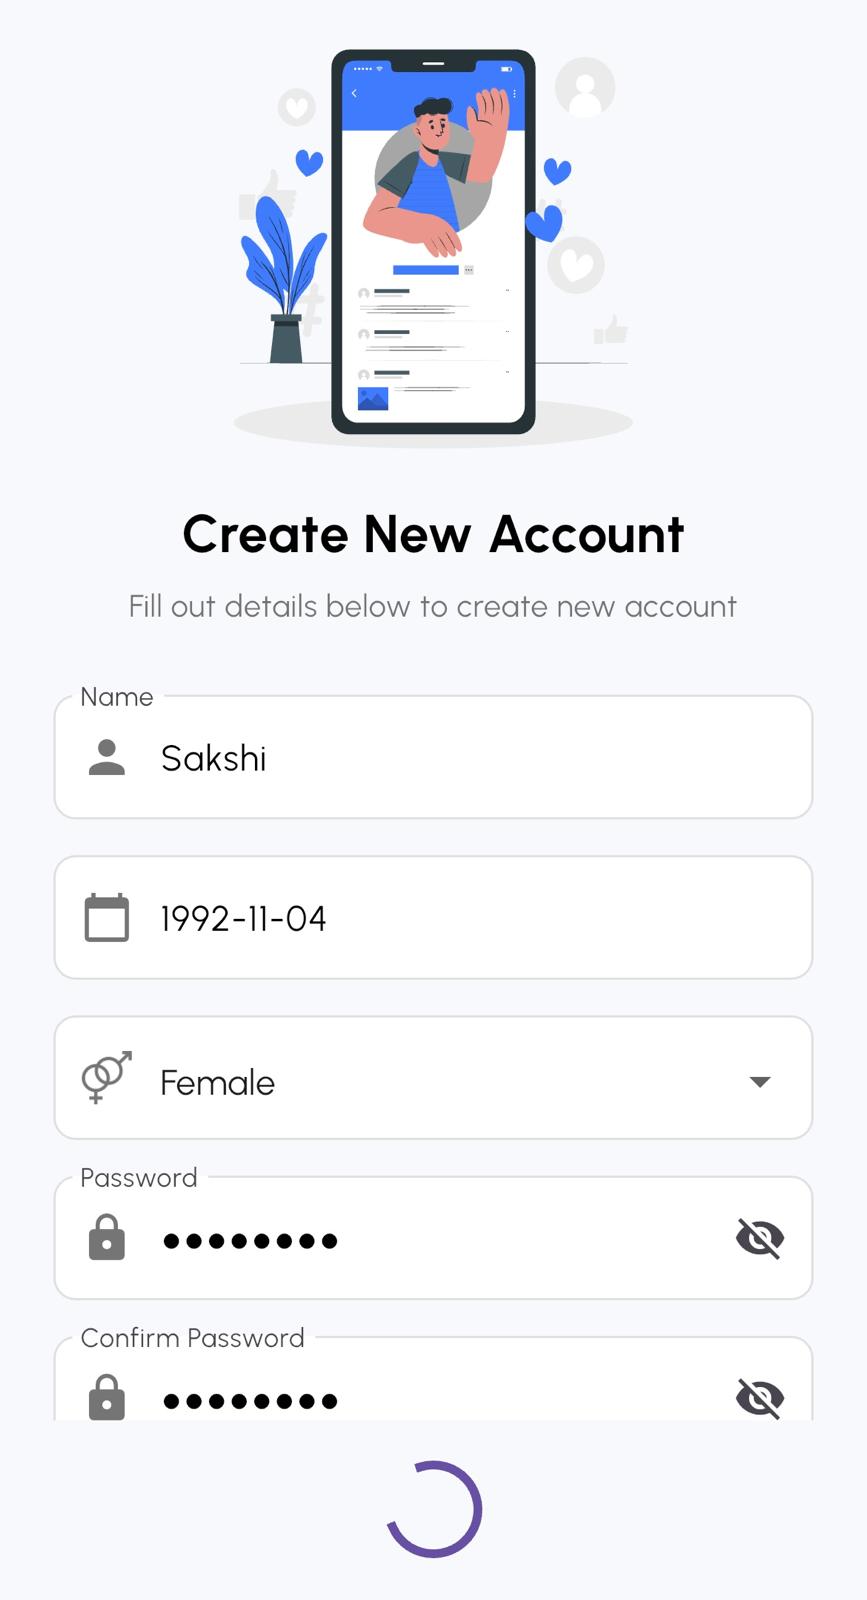 Create New Account
Fill out details below to create new account
Name
Sakshi
1992-11-04
Female
Password
••••••••
Confirm Password
••••••••